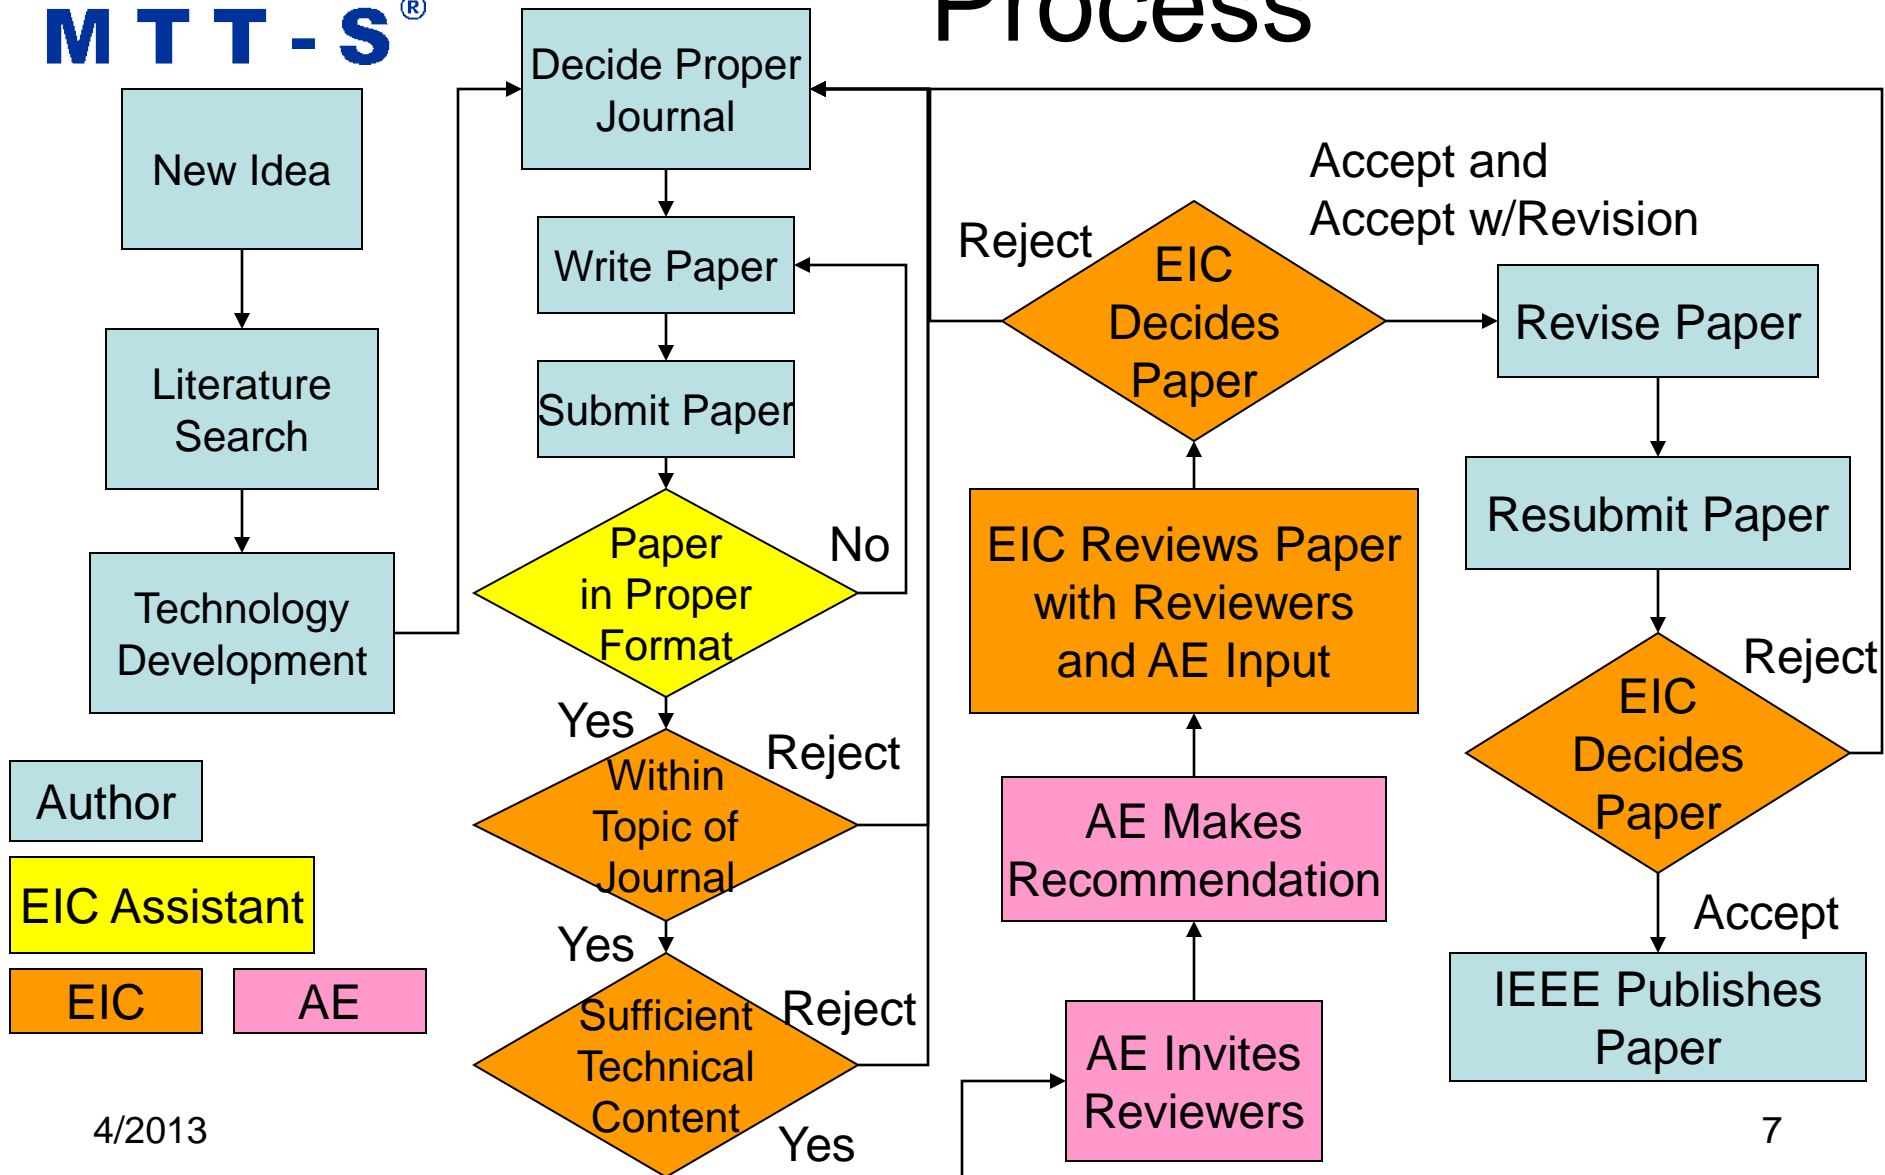 MTT-S®
Process
New Idea
Literature
Search
Technology
Development
Decide Proper
Journal
Write Paper
Submit Paper
Paper
in Proper
Format
No
Yes
Within
Topic of
Journal
Reject
Yes
Sufficient
Technical
Content
Reject
Yes
AE Invites
Reviewers
AE Makes
Recommendation
EIC Reviews Paper
with Reviewers
and AE Input
EIC
Decides
Paper
Reject
Accept and
Accept w/Revision
Revise Paper
Resubmit Paper
EIC
Decides
Paper
Reject
Accept
IEEE Publishes
Paper
Author
EIC Assistant
EIC
AE
4/2013
7